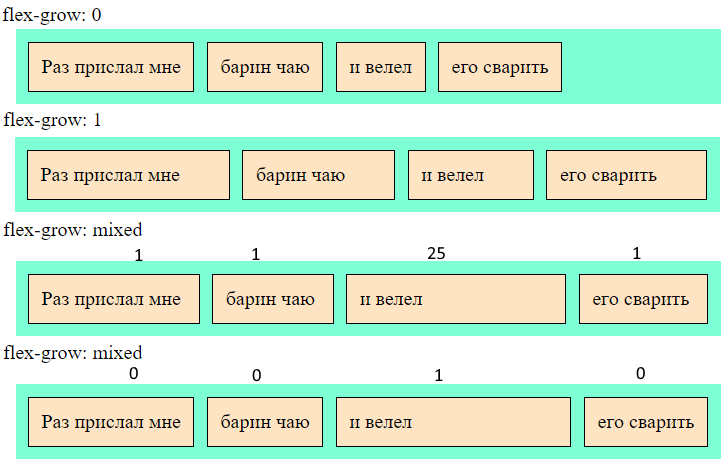 flex-grow: 0
Раз прислал мне барин чаю и велел его сварить
flex-grow: 1
Раз прислал мне барин чаю и велел его сварить
flex-grow: mixed
1 1 25 1
Раз прислал мне барин чаю и велел его сварить
flex-grow: mixed
0 0 1 0
Раз прислал мне барин чаю и велел его сварить